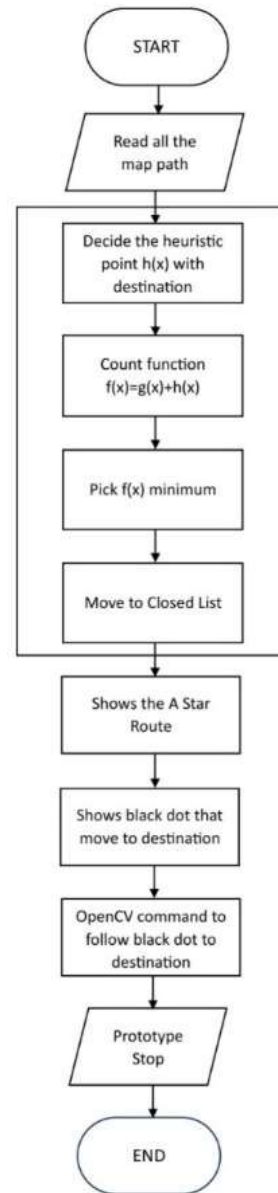 START
Read all the
map path
Decide the heuristic
point h(x) with
destination
Count function
f(x)=g(x)+h(x)
Pick f(x) minimum
Move to Closed List
Shows the A Star
Route
Shows black dot that
move to destination
OpenCV command to
follow black dot to
destination
Prototype
Stop
END